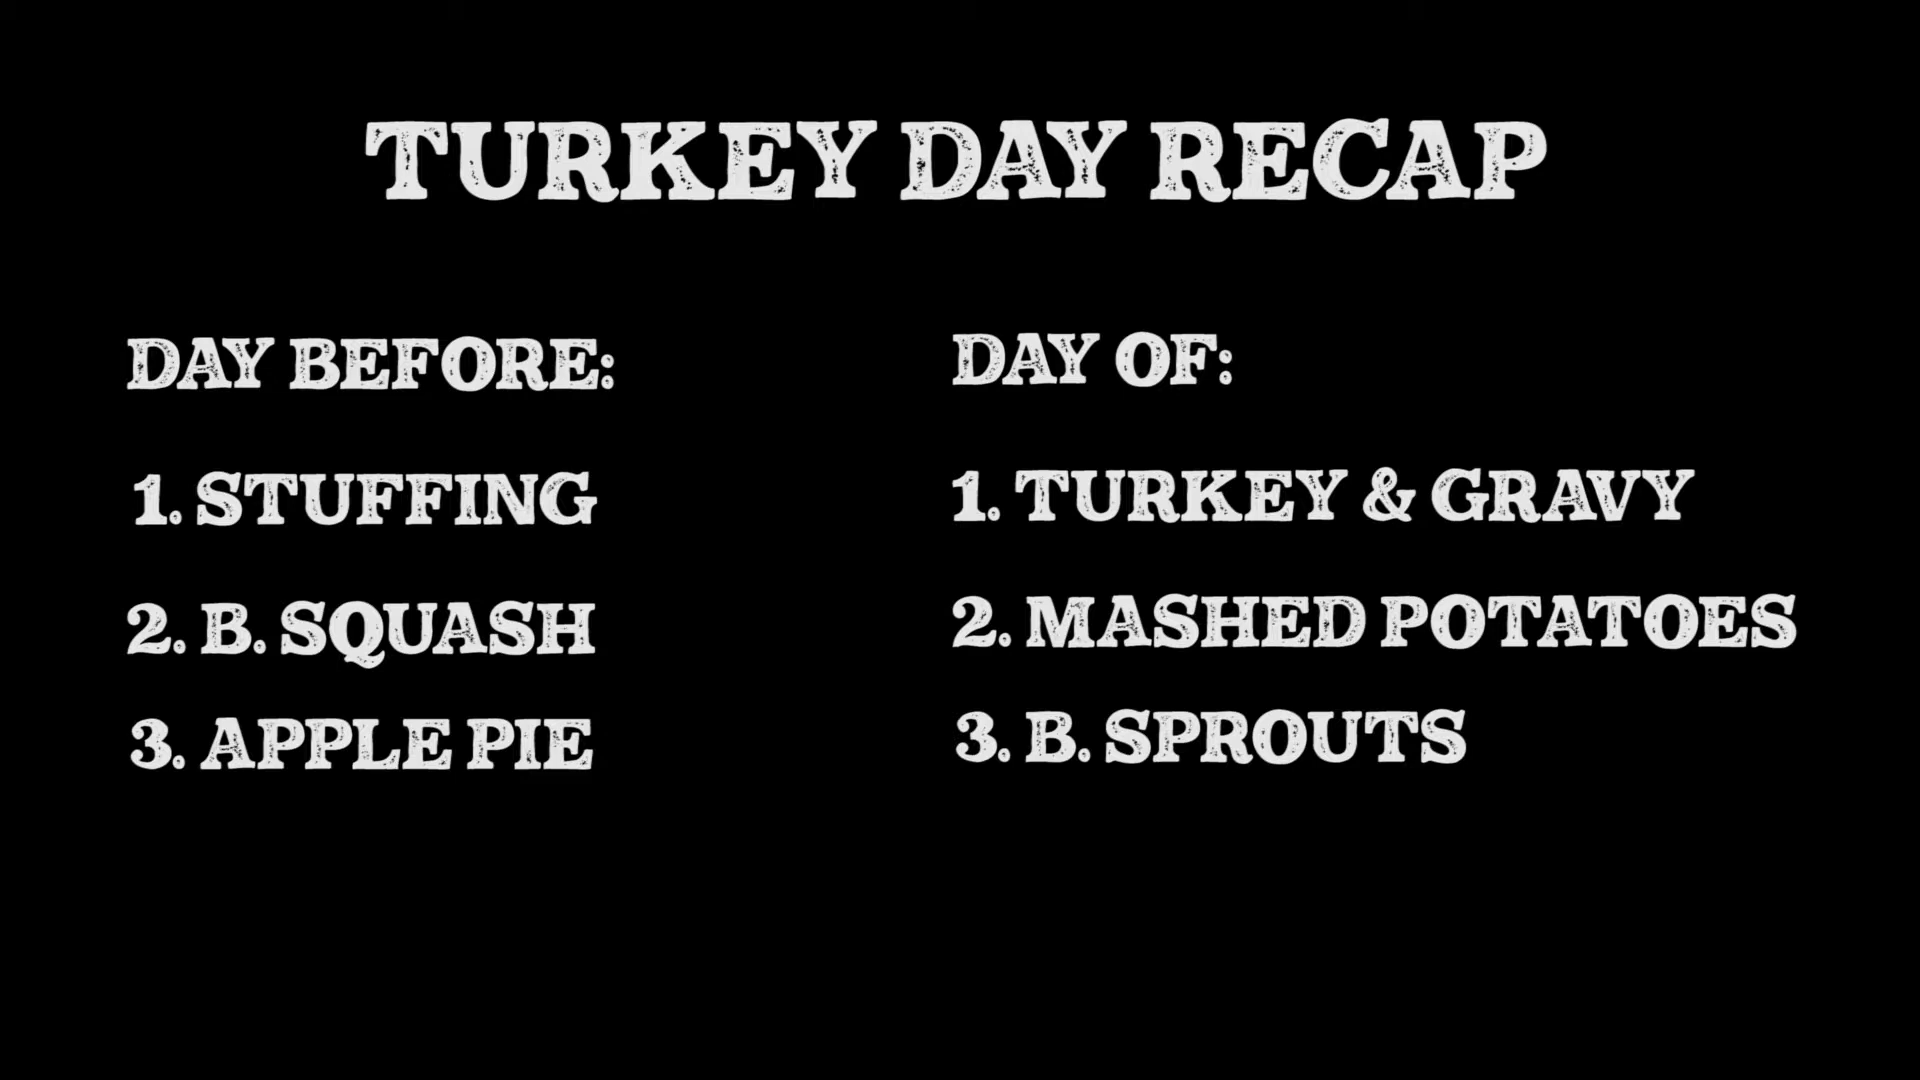 TURKEY DAY RECAP
DAY BEFORE:
1. STUFFING
2. B. SQUASH
3. APPLE PIE
DAY OF:
1. TURKEY & GRAVY
2. MASHED POTATOES
3. B. SPROUTS